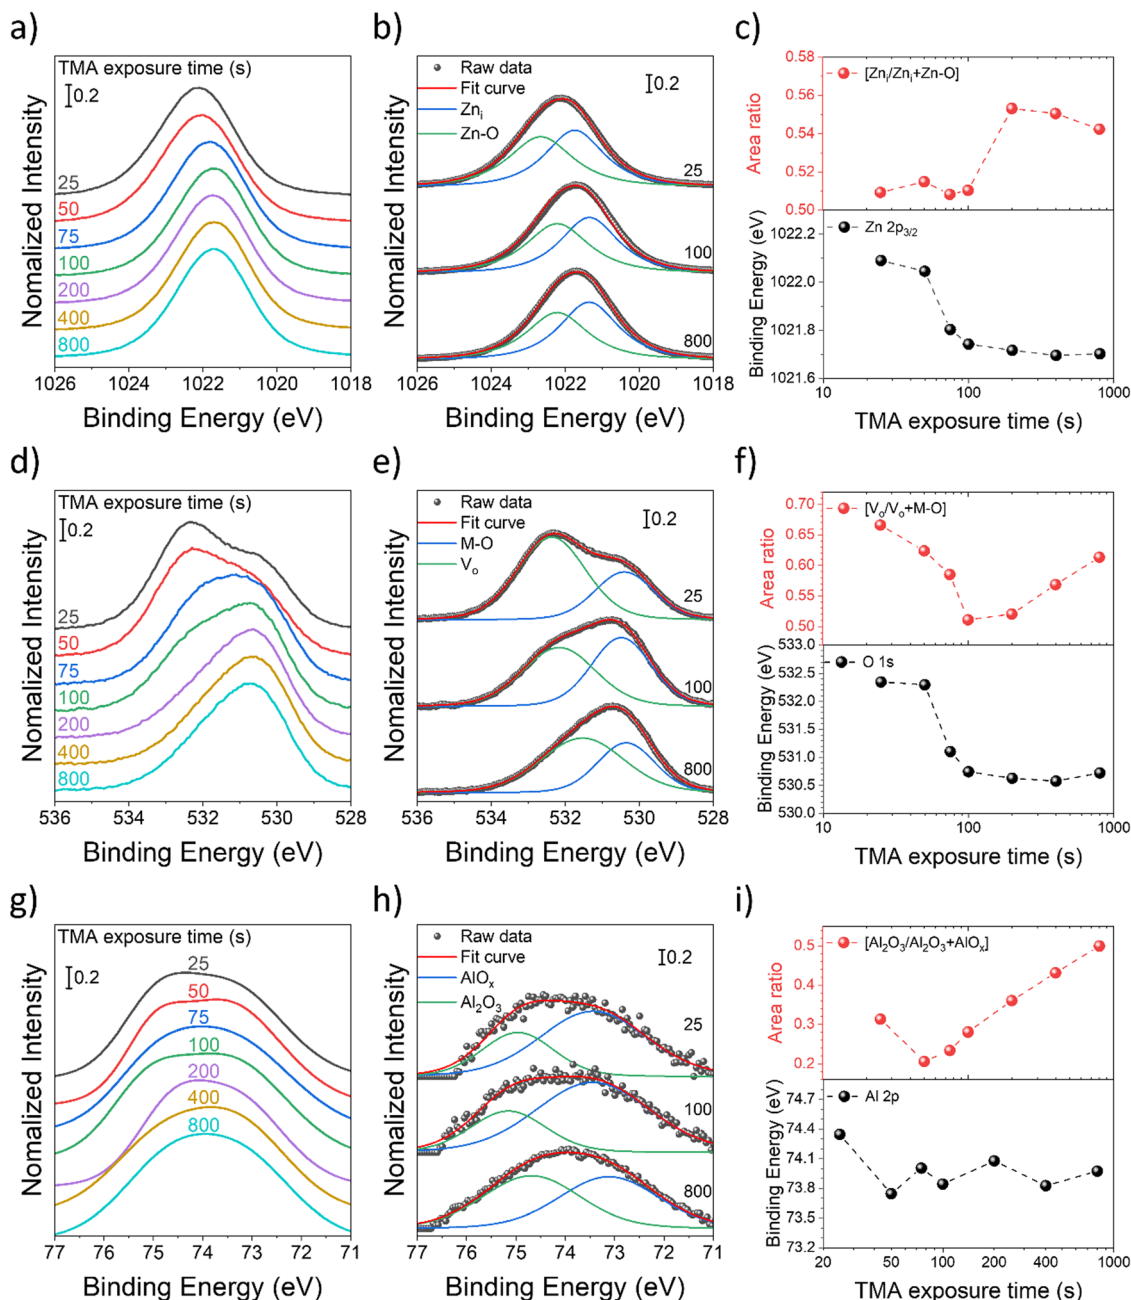 a)
TMA exposure time (s)
0.2
25
50
75
100
200
400
800
1026 1024 1022 1020 1018
Binding Energy (eV)
Nomalized Intensity
b)
Raw data
Fit curve
Znᵢ
Zn-O
0.2
25
100
800
1026 1024 1022 1020 1018
Binding Energy (eV)
Nomalized Intensity
c)
[Znᵢ/Znᵢ+Zn-O]
0.58
0.56
0.54
0.52
0.50
Area ratio
Zn 2p₃/₂
1022.2
1022.0
1021.8
1021.6
Binding Energy (eV)
10 100 1000
TMA exposure time (s)
d)
TMA exposure time (s)
0.2
25
50
75
100
200
400
800
536 534 532 530 528
Binding Energy (eV)
Nomalized Intensity
e)
Raw data
Fit curve
M-O
Vₒ
0.2
25
100
800
536 534 532 530 528
Binding Energy (eV)
Nomalized Intensity
f)
[Vₒ/Vₒ+M-O]
0.70
0.65
0.60
0.55
0.50
Area ratio
O 1s
533.0
532.5
532.0
531.5
531.0
530.5
530.0
Binding Energy (eV)
10 100 1000
TMA exposure time (s)
g)
TMA exposure time (s)
0.2
25
50
75
100
200
400
800
77 76 75 74 73 72 71
Binding Energy (eV)
Nomalized Intensity
h)
Raw data
Fit curve
AlOₓ
Al₂O₃
0.2
25
100
800
77 76 75 74 73 72 71
Binding Energy (eV)
Nomalized Intensity
i)
[Al₂O₃/Al₂O₃+AlOₓ]
0.5
0.4
0.3
0.2
Area ratio
Al 2p
74.7
74.4
74.1
73.8
73.5
73.2
Binding Energy (eV)
20 50 100 200 400 1000
TMA exposure time (s)